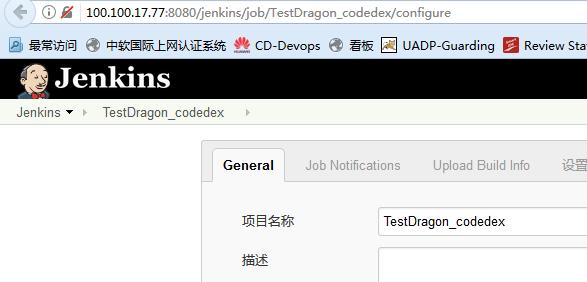 100.100.17.77:8080/jenkins/job/TestDragon_codedex/configure
最常访问 中软国际上网认证系统 CD-Devops 看板 UADP-Guarding Review Stat
Jenkins
Jenkins TestDragon_codedex
General Job Notifications Upload Build Info 设置
项目名称 TestDragon_codedex
描述